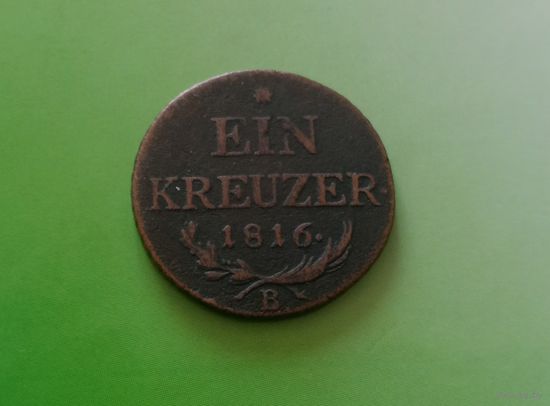 EIN
KREUZER.
1816.
B